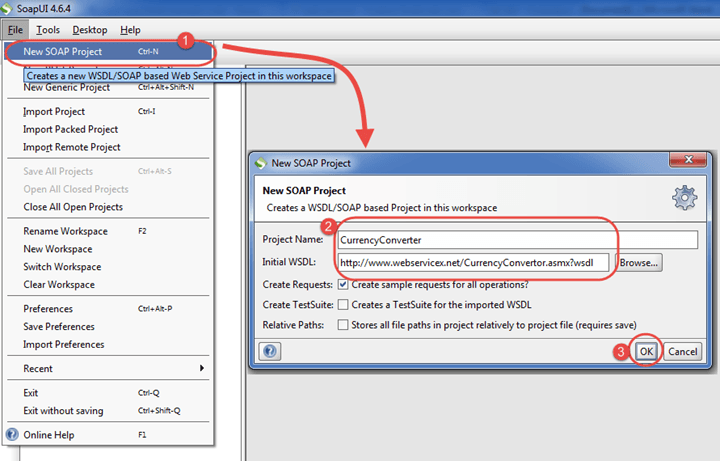 SoapUI 4.6.4
File Tools Desktop Help
1
New SOAP Project Ctrl-N
Creates a new WSDL/SOAP based Web Service Project in this workspace
New Generic Project Ctrl+Alt+Shift-N
Import Project Ctrl-I
Import Packed Project
Import Remote Project
Save All Projects Ctrl+Alt-S
Open All Closed Projects
Close All Open Projects
Rename Workspace F2
New Workspace
Switch Workspace
Clear Workspace
Preferences Ctrl+Alt-P
Save Preferences
Import Preferences
Recent
Exit Ctrl-Q
Exit without saving Ctrl+Shift-Q
Online Help F1
New SOAP Project
New SOAP Project
Creates a WSDL/SOAP based Project in this workspace
2
Project Name: CurrencyConverter
Initial WSDL: http://www.webservicex.net/CurrencyConvertor.asmx?wsdl Browse...
Create Requests: Create sample requests for all operations?
Create TestSuite: Creates a TestSuite for the imported WSDL
Relative Paths: Stores all file paths in project relatively to project file (requires save)
3 OK Cancel